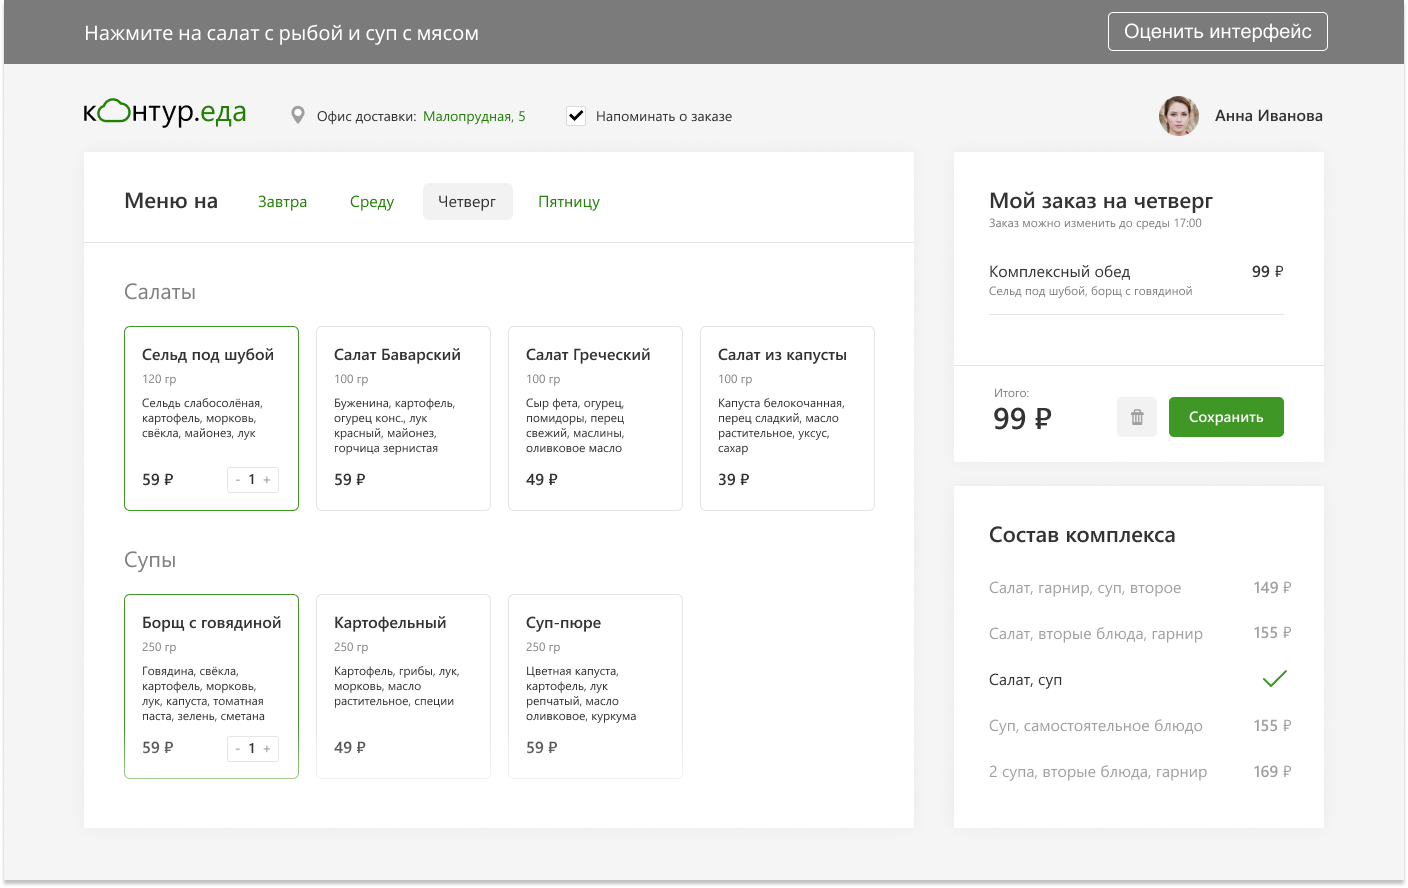 Нажмите на салат с рыбой и суп с мясом
Оценить интерфейс
контур.еда
Офис доставки: Малопрудная, 5
Напоминать о заказе
Анна Иванова
Меню на
Завтра
Среду
Четверг
Пятницу
Салаты
Сельд под шубой
120 гр
Сельдь слабосолёная,
картофель, морковь,
свёкла, майонез, лук
59 ₽
- 1 +
Салат Баварский
100 гр
Буженина, картофель,
огурец конс., лук
красный, майонез,
горчица зернистая
59 ₽
Салат Греческий
100 гр
Сыр фета, огурец,
помидоры, перец
свежий, маслины,
оливковое масло
49 ₽
Салат из капусты
100 гр
Капуста белокочанная,
перец сладкий, масло
растительное, уксус,
сахар
39 ₽
Супы
Борщ с говядиной
250 гр
Говядина, свёкла,
картофель, морковь,
лук, капуста, томатная
паста, зелень, сметана
59 ₽
- 1 +
Картофельный
250 гр
Картофель, грибы, лук,
морковь, масло
растительное, специи
49 ₽
Суп-пюре
250 гр
Цветная капуста,
картофель, лук
репчатый, масло
оливковое, куркума
59 ₽
Мой заказ на четверг
Заказ можно изменить до среды 17:00
Комплексный обед 99 ₽
Сельд под шубой, борщ с говядиной
Итого:
99 ₽
Сохранить
Состав комплекса
Салат, гарнир, суп, второе 149 ₽
Салат, вторые блюда, гарнир 155 ₽
Салат, суп
Суп, самостоятельное блюдо 155 ₽
2 супа, вторые блюда, гарнир 169 ₽